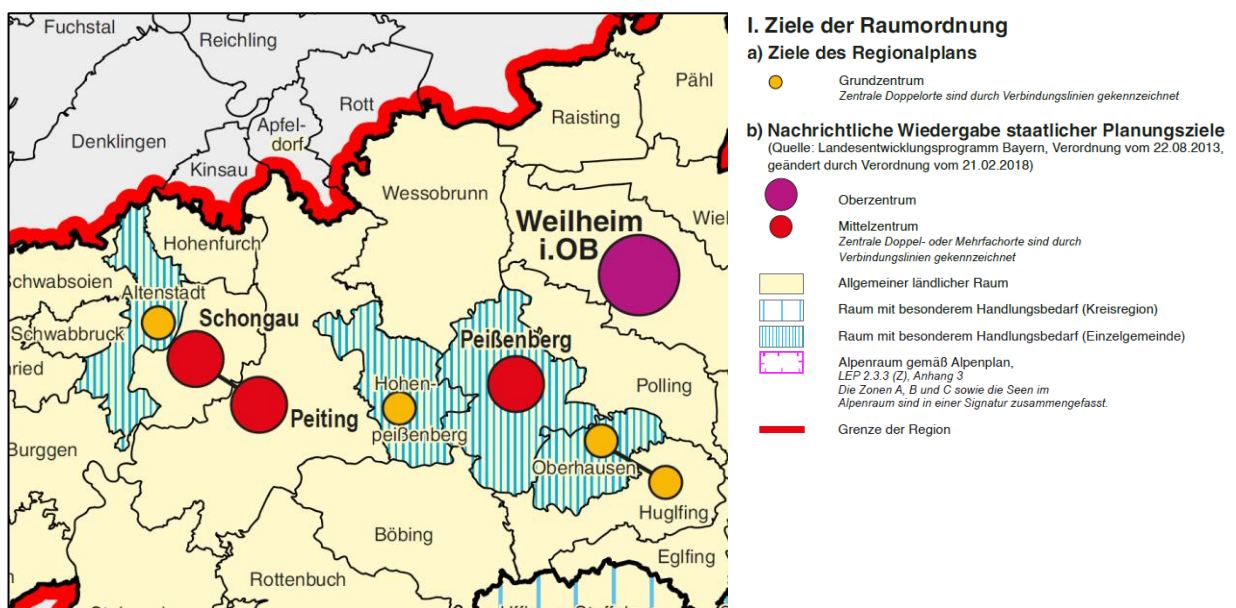 Fuchstal
Reichling
Pähl
Rott
Raisting
Denklingen
Apfel-
dorf
Kinsau
Wessobrunn
Weilheim
i.OB
Hohenfurch
Altenstadt
Schongau
Schwabbruck
Peißenberg
Hohen-
peißenberg
Polling
Peiting
Oberhausen
Huglfing
Böbing
Eglfing
Rottenbuch
I. Ziele der Raumordnung
a) Ziele des Regionalplans
Grundzentrum
Zentrale Doppelorte sind durch Verbindungslinien gekennzeichnet
b) Nachrichtliche Wiedergabe staatlicher Planungsziele
(Quelle: Landesentwicklungsprogramm Bayern, Verordnung vom 22.08.2013,
geändert durch Verordnung vom 21.02.2018)
Oberzentrum
Mittelzentrum
Zentrale Doppel- oder Mehrfachorte sind durch
Verbindungslinien gekennzeichnet
Allgemeiner ländlicher Raum
Raum mit besonderem Handlungsbedarf (Kreisregion)
Raum mit besonderem Handlungsbedarf (Einzelgemeinde)
Alpenraum gemäß Alpenplan,
LEP 2.3.3 (Z), Anhang 3
Die Zonen A, B und C sowie die Seen im
Alpenraum sind in einer Signatur zusammengefasst.
Grenze der Region